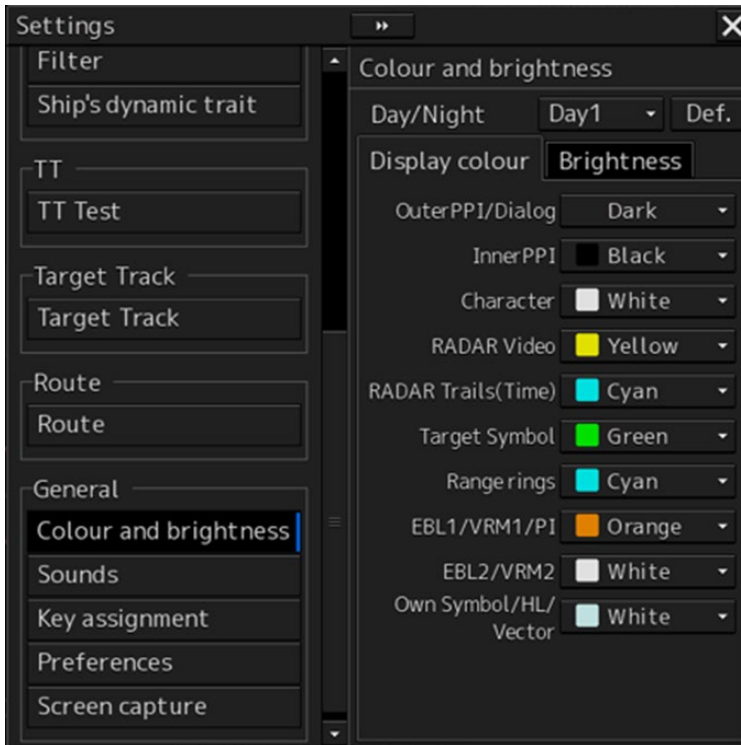 Settings
Filter
Ship's dynamic trait
TT
TT Test
Target Track
Target Track
Route
Route
General
Colour and brightness
Sounds
Key assignment
Preferences
Screen capture
Colour and brightness
Day/Night Day1 Def.
Display colour Brightness
OuterPPI/Dialog Dark
InnerPPI Black
Character White
RADAR Video Yellow
RADAR Trails(Time) Cyan
Target Symbol Green
Range rings Cyan
EBL1/VRM1/PI Orange
EBL2/VRM2 White
Own Symbol/HL/
Vector White